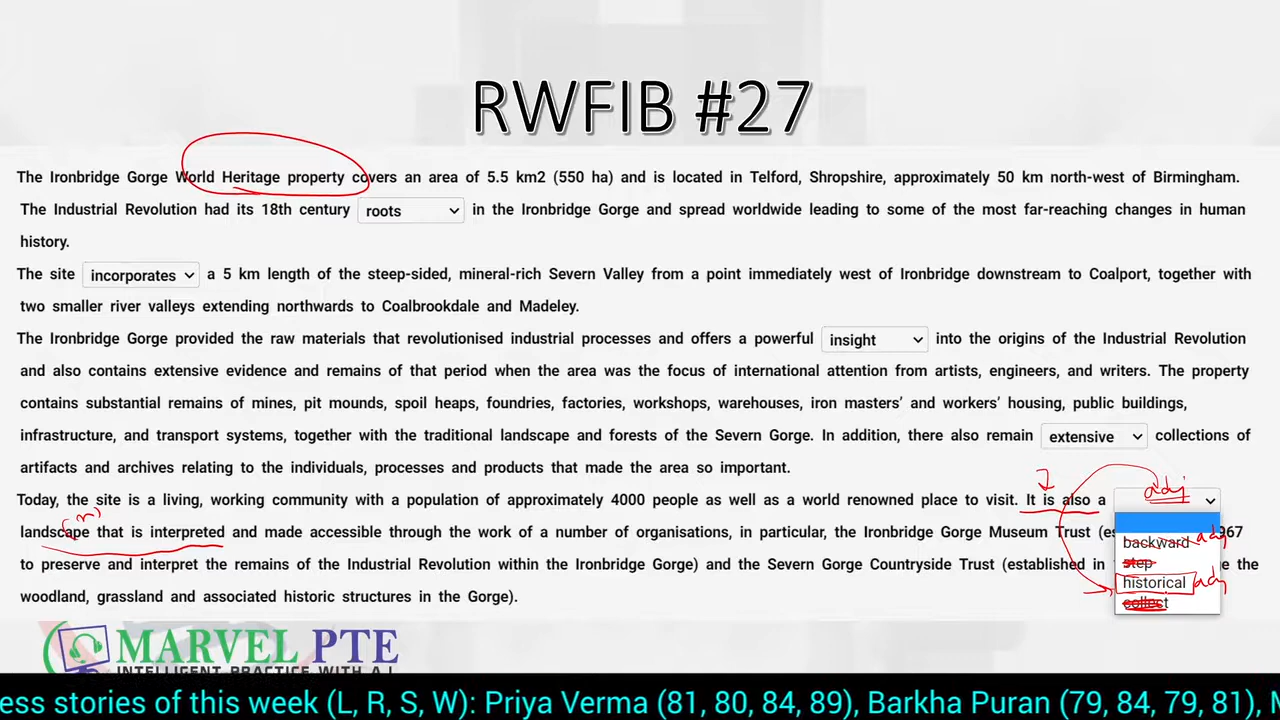 RWFIB #27
The Ironbridge Gorge World Heritage property covers an area of 5.5 km2 (550 ha) and is located in Telford, Shropshire, approximately 50 km north-west of Birmingham.
The Industrial Revolution had its 18th century roots in the Ironbridge Gorge and spread worldwide leading to some of the most far-reaching changes in human
history.
The site incorporates a 5 km length of the steep-sided, mineral-rich Severn Valley from a point immediately west of Ironbridge downstream to Coalport, together with
two smaller river valleys extending northwards to Coalbrookdale and Madeley.
The Ironbridge Gorge provided the raw materials that revolutionised industrial processes and offers a powerful insight into the origins of the Industrial Revolution
and also contains extensive evidence and remains of that period when the area was the focus of international attention from artists, engineers, and writers. The property
contains substantial remains of mines, pit mounds, spoil heaps, foundries, factories, workshops, warehouses, iron masters’ and workers’ housing, public buildings,
infrastructure, and transport systems, together with the traditional landscape and forests of the Severn Gorge. In addition, there also remain extensive collections of
artifacts and archives relating to the individuals, processes and products that made the area so important.
adj
Today, the site is a living, working community with a population of approximately 4000 people as well as a world renowned place to visit. It is also a
(n)
landscape that is interpreted and made accessible through the work of a number of organisations, in particular, the Ironbridge Gorge Museum Trust
backward adj
to preserve and interpret the remains of the Industrial Revolution within the Ironbridge Gorge) and the Severn Gorge Countryside Trust (established in the
step
historical adj
woodland, grassland and associated historic structures in the Gorge).
collect
MARVEL PTE
INTELLIGENT PRACTICE WITH A.I
ess stories of this week (L, R, S, W): Priya Verma (81, 80, 84, 89), Barkha Puran (79, 84, 79, 81),